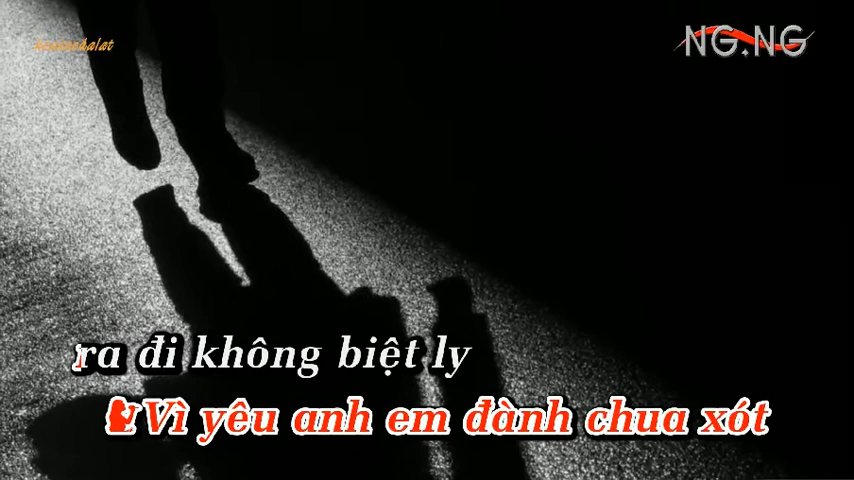 NG.NG
ra đi không biệt ly
Vì yêu anh em đành chua xót